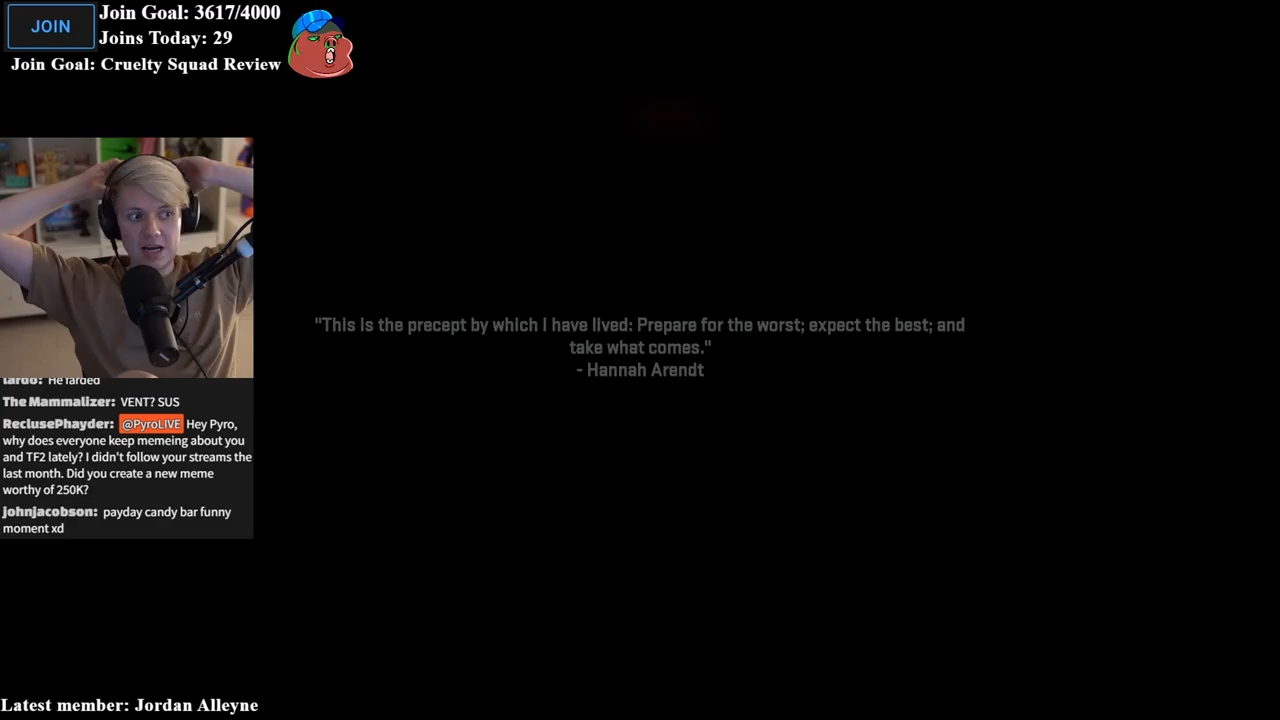 JOIN
Join Goal: 3617/4000
Joins Today: 29
Join Goal: Cruelty Squad Review
"This is the precept by which I have lived: Prepare for the worst; expect the best; and
take what comes."
- Hannah Arendt
tardo: He farded
The Mammalizer: VENT? SUS
ReclusePhayder: @PyroLIVE Hey Pyro,
why does everyone keep memeing about you
and TF2 lately? I didn't follow your streams the
last month. Did you create a new meme
worthy of 250K?
johnjacobson: payday candy bar funny
moment xd
Latest member: Jordan Alleyne